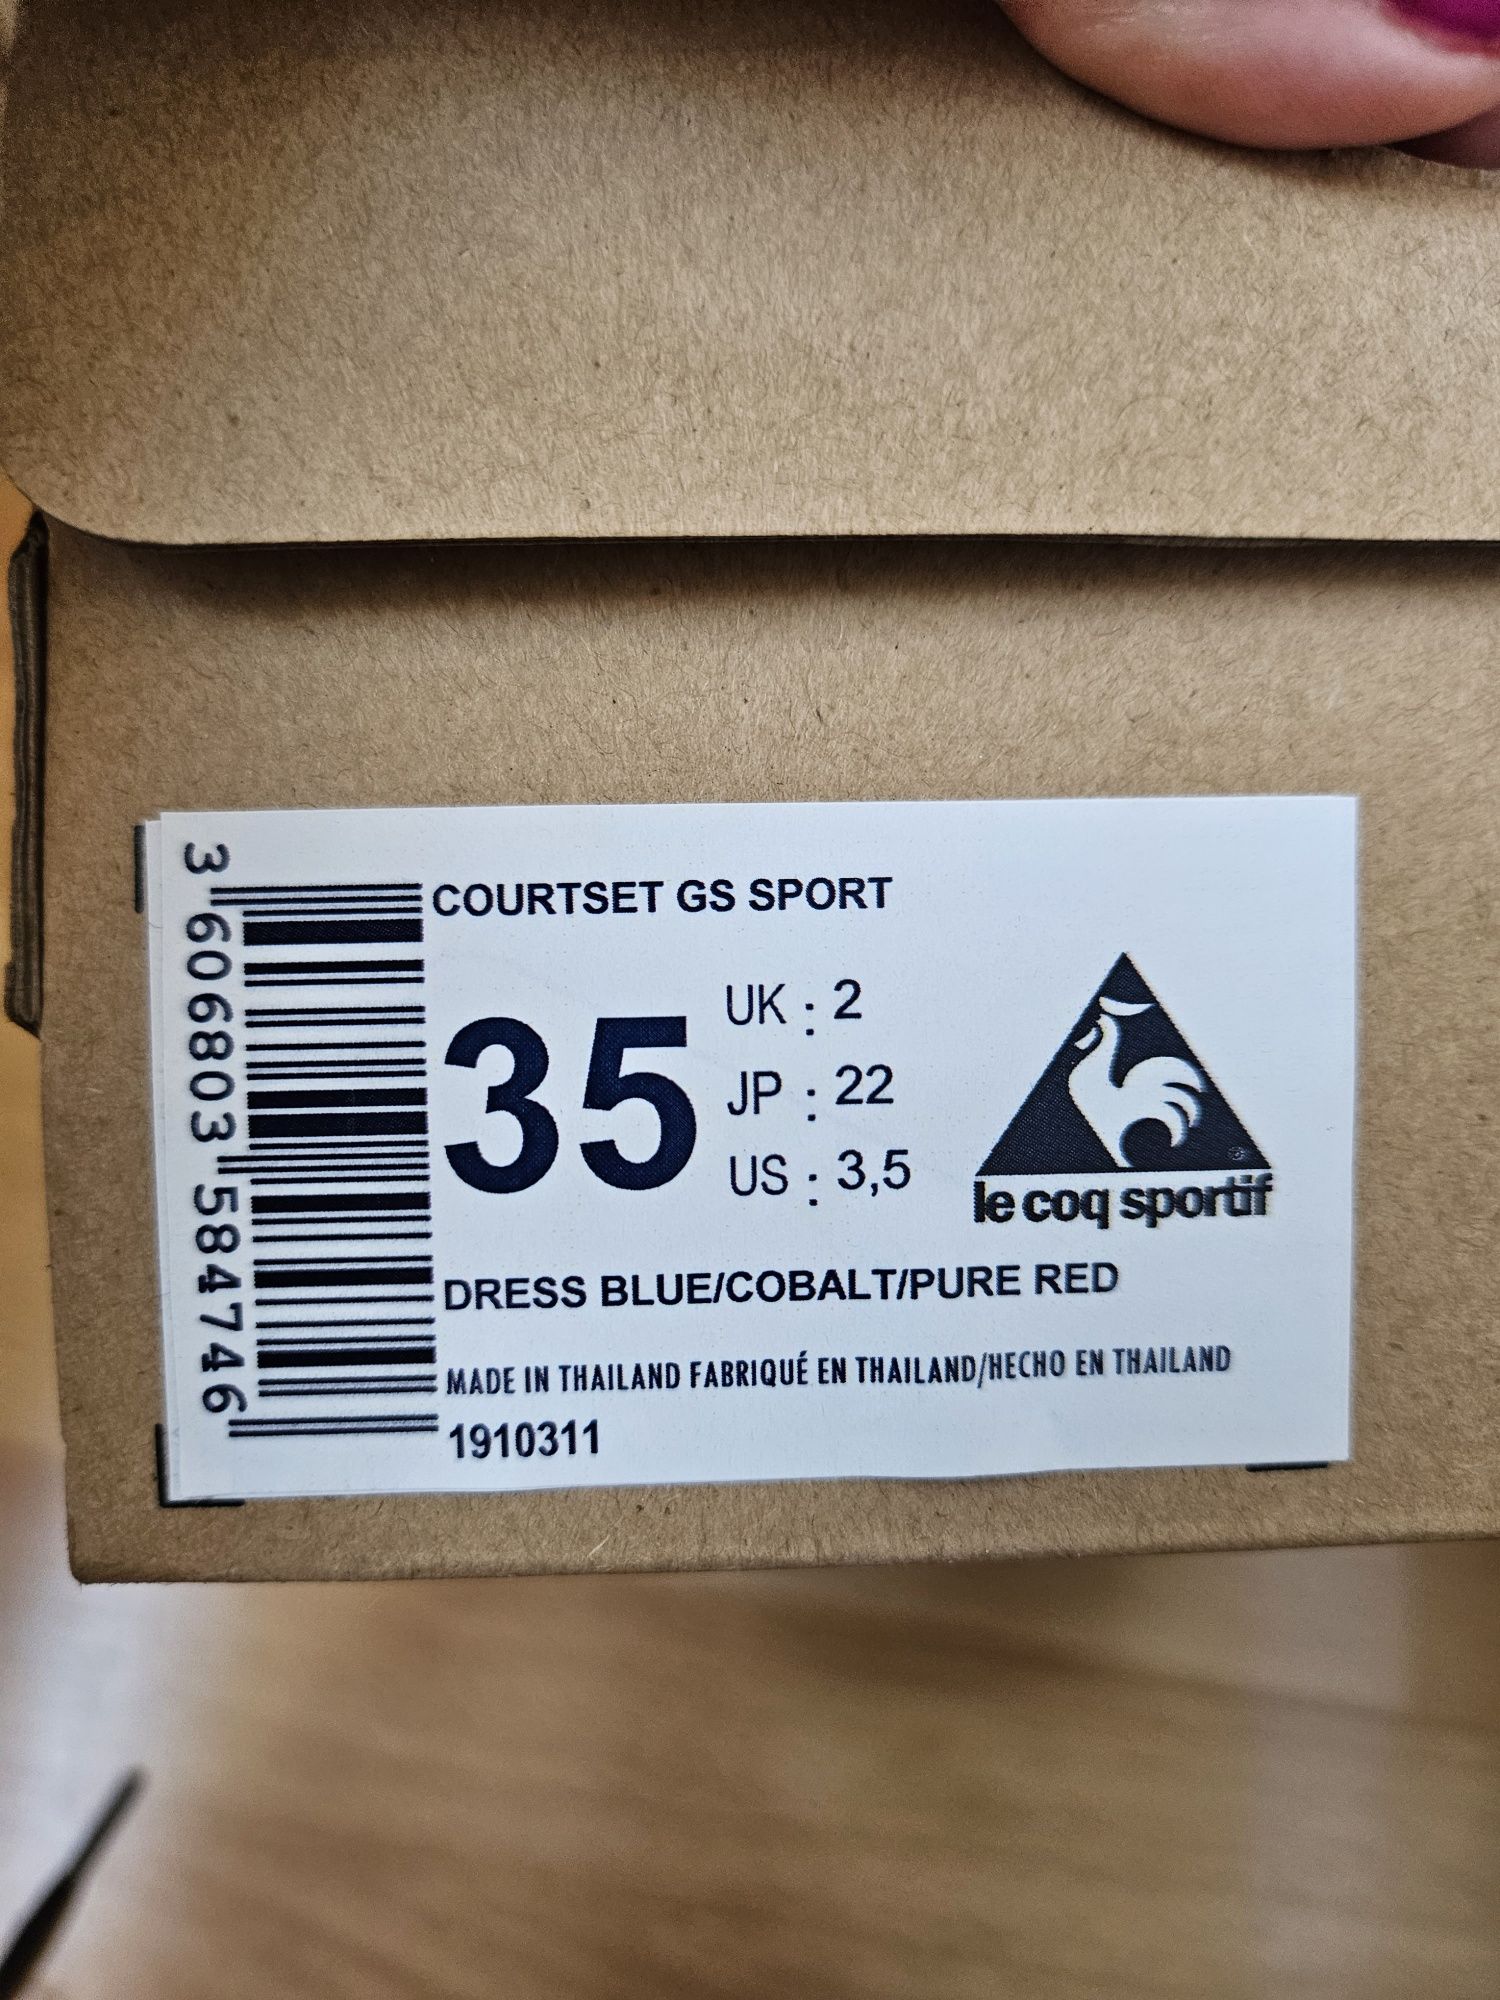 3 606803 584746
COURTSET GS SPORT
35
UK : 2
JP : 22
US : 3,5
le coq sportif
®
DRESS BLUE/COBALT/PURE RED
MADE IN THAILAND FABRIQUÉ EN THAILAND/HECHO EN THAILAND
1910311